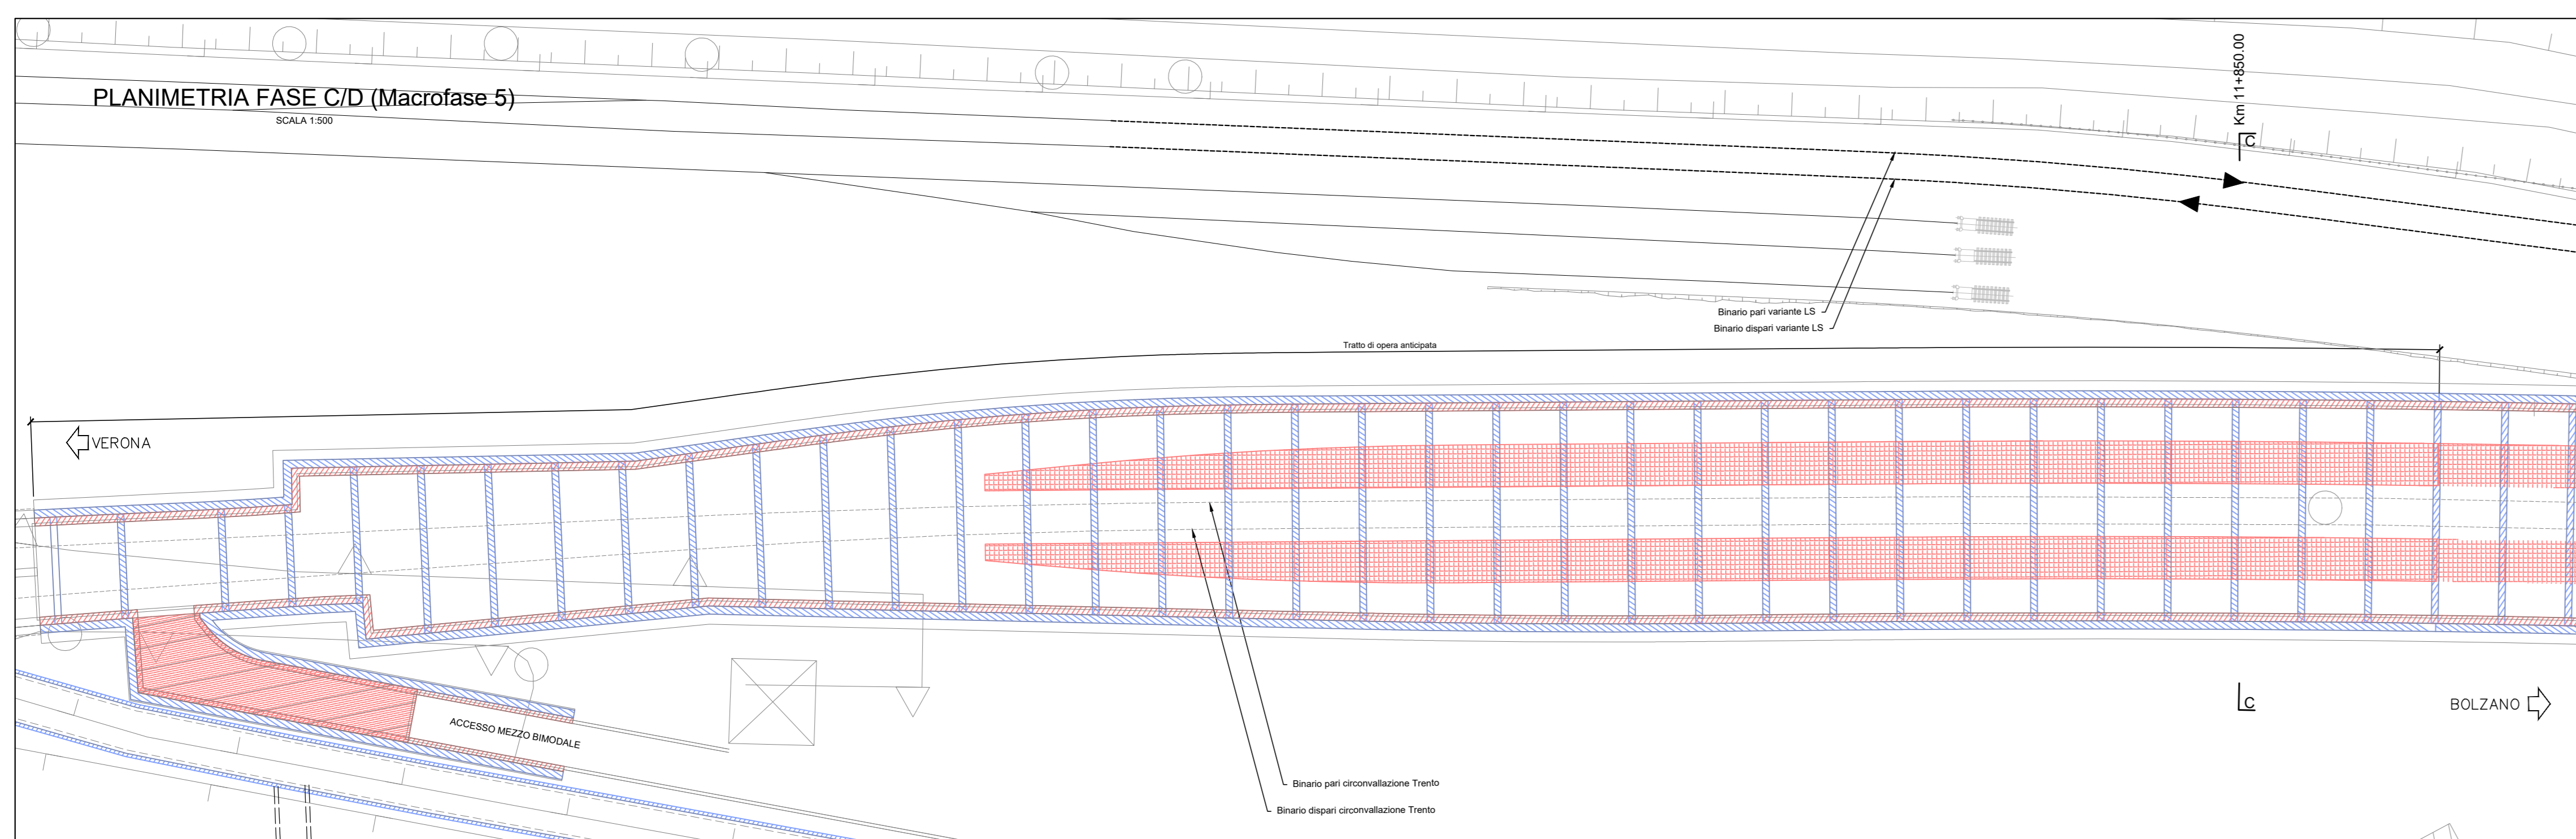 PLANIMETRIA FASE C/D (Macrofase 5)
SCALA 1:500
Km 11+850.00
C
Binario pari variante LS
Binario dispari variante LS
Tratto di opera anticipata
VERONA
ACCESSO MEZZO BIMODALE
C
BOLZANO
Binario pari circonvallazione Trento
Binario dispari circonvallazione Trento